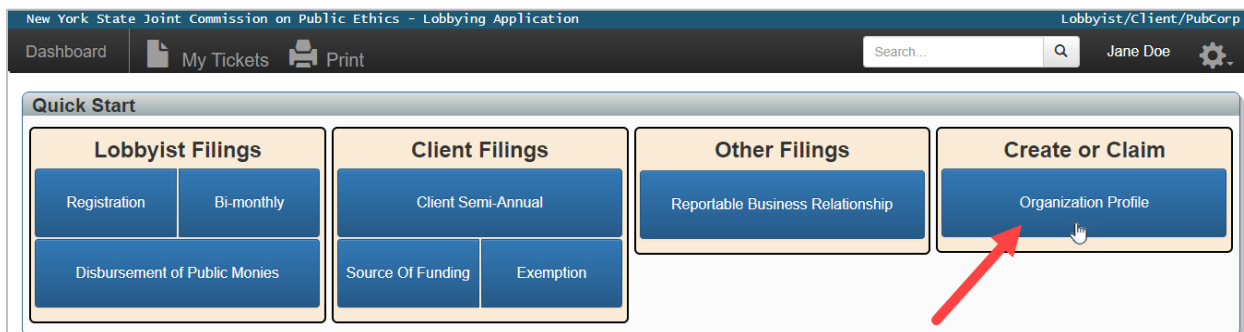 New York State Joint Commission on Public Ethics - Lobbying Application Lobbyist/Client/PubCorp
Dashboard My Tickets Print Search... Jane Doe
Quick Start
Lobbyist Filings Client Filings Other Filings Create or Claim
Registration Bi-monthly Client Semi-Annual Reportable Business Relationship Organization Profile
Disbursement of Public Monies Source Of Funding Exemption